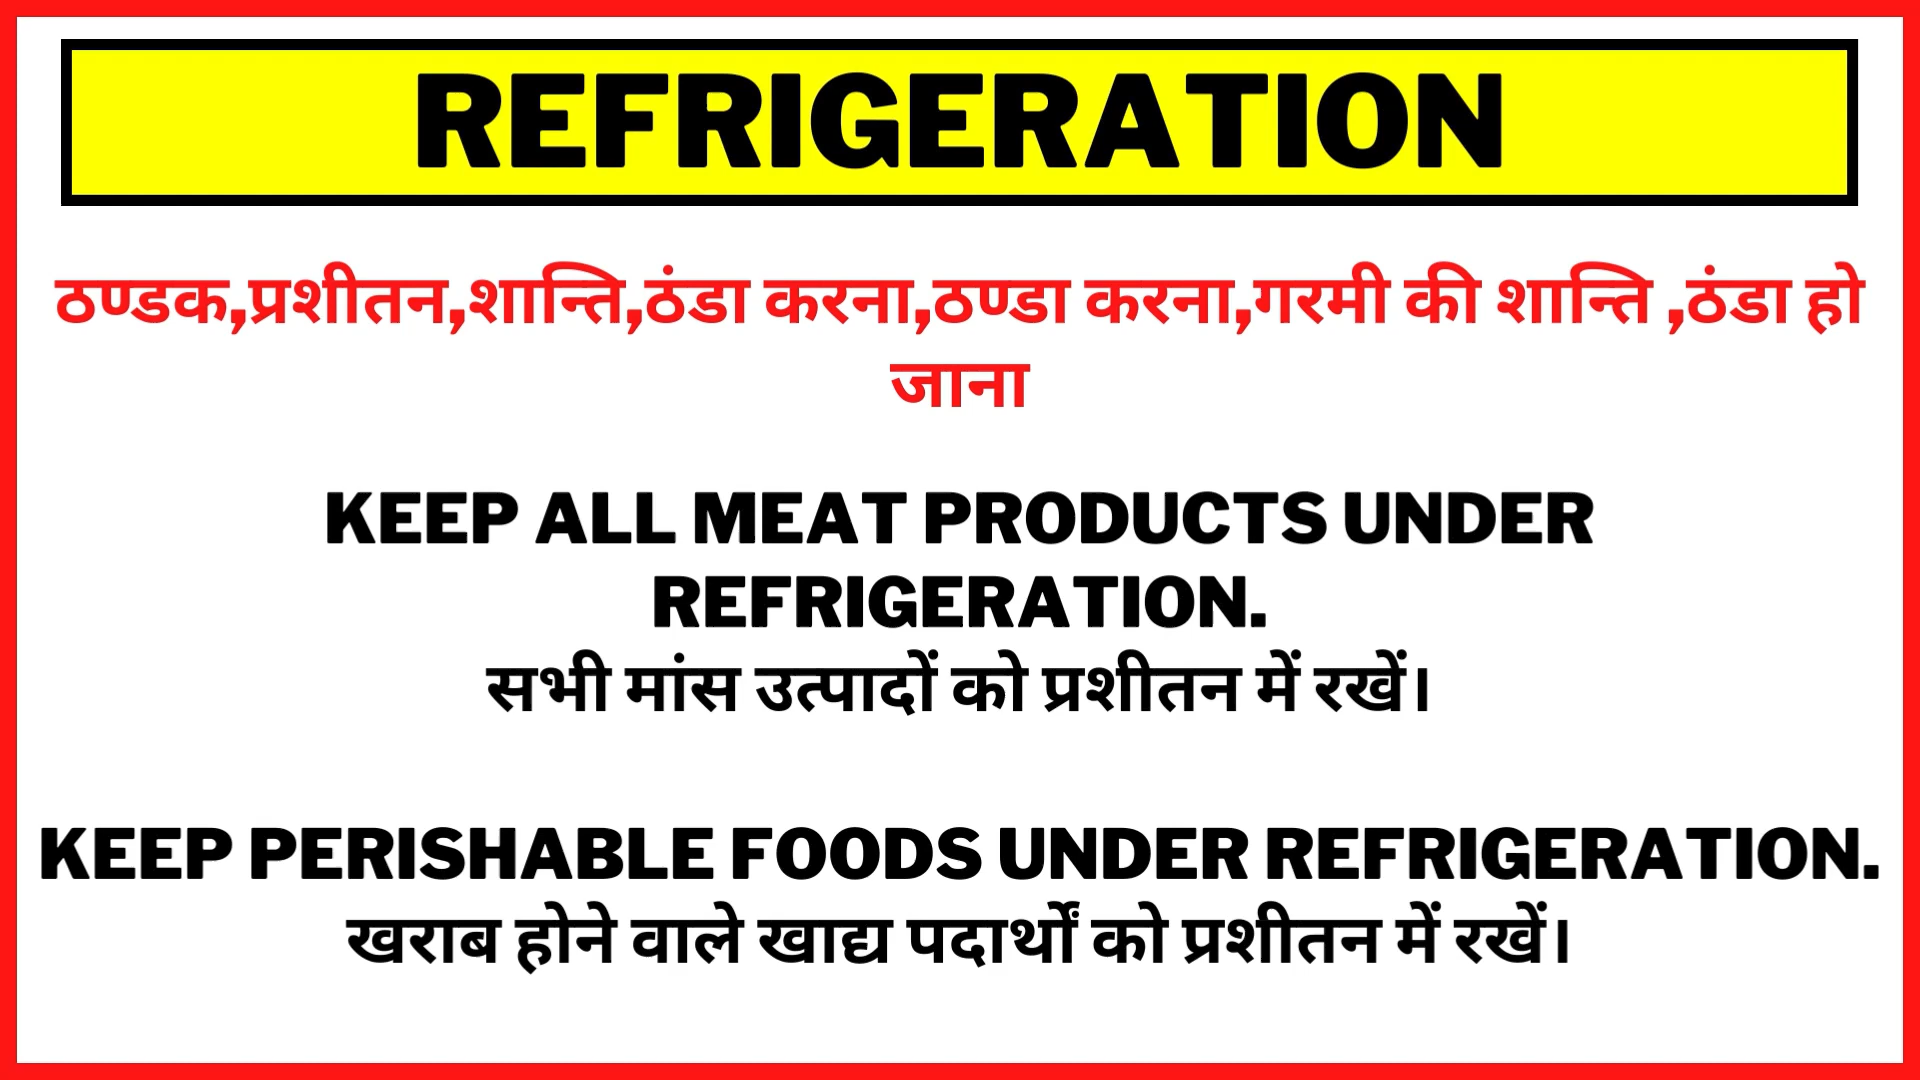 REFRIGERATION
ठण्डक,प्रशीतन,शान्ति,ठंडा करना,ठण्डा करना,गरमी की शान्ति ,ठंडा हो
जाना
KEEP ALL MEAT PRODUCTS UNDER
REFRIGERATION.
सभी मांस उत्पादों को प्रशीतन में रखें।
KEEP PERISHABLE FOODS UNDER REFRIGERATION.
खराब होने वाले खाद्य पदार्थों को प्रशीतन में रखें।